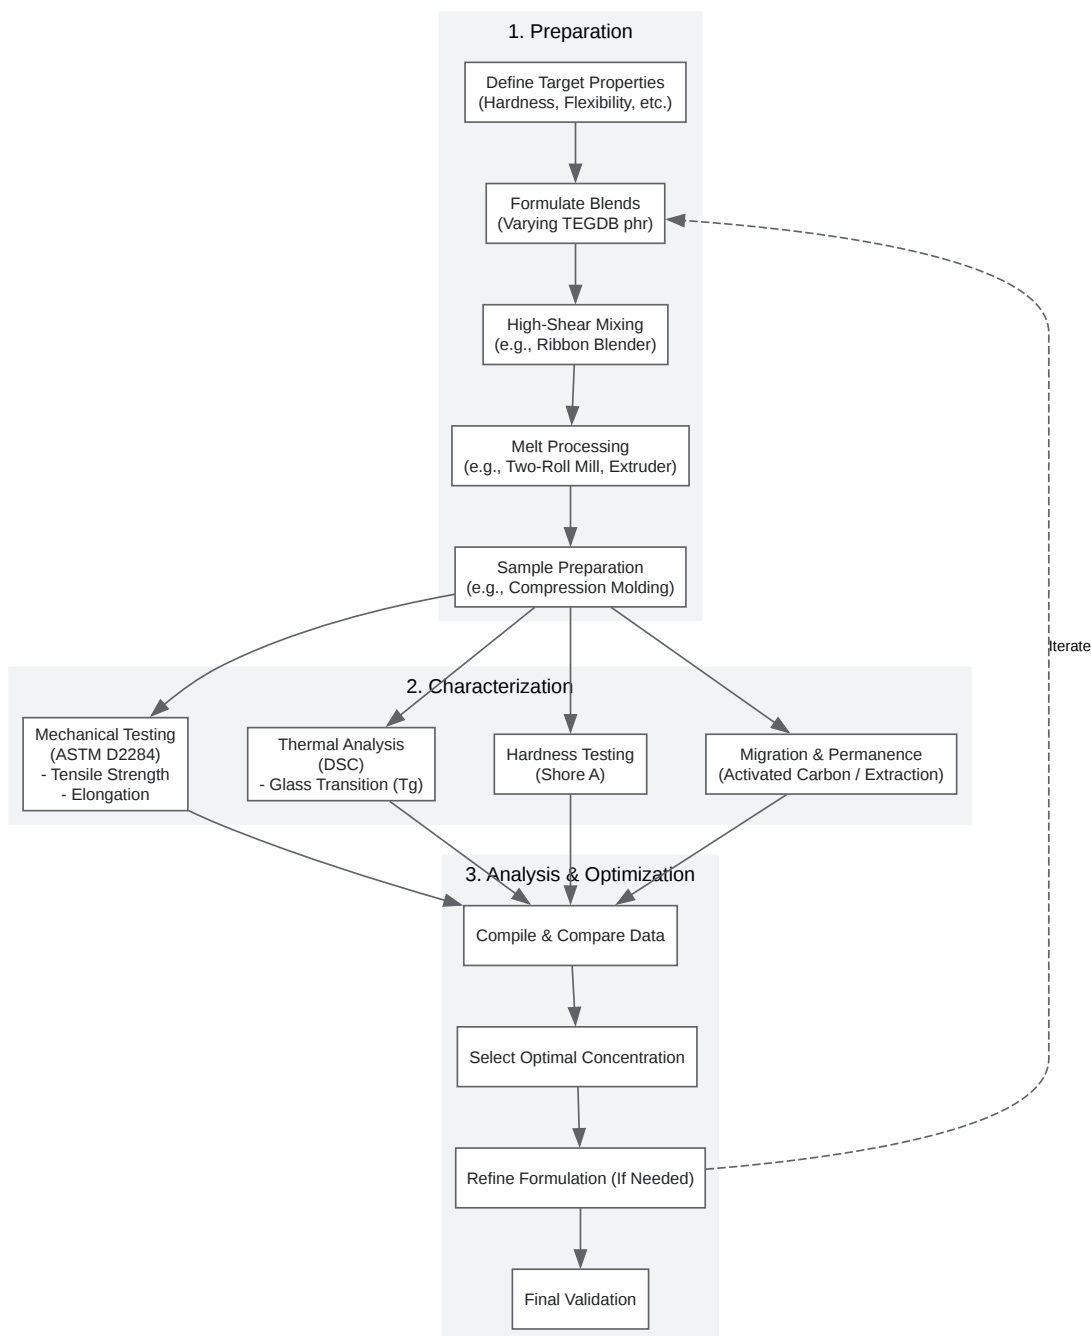 1. Preparation
Define Target Properties
(Hardness, Flexibility, etc.)
Formulate Blends
(Varying TEGDB phr)
High-Shear Mixing
(e.g., Ribbon Blender)
Melt Processing
(e.g., Two-Roll Mill, Extruder)
Sample Preparation
(e.g., Compression Molding)
Iterate
2. Characterization
Mechanical Testing
(ASTM D2284)
- Tensile Strength
- Elongation
Thermal Analysis
(DSC)
- Glass Transition (Tg)
Hardness Testing
(Shore A)
Migration & Permanence
(Activated Carbon / Extraction)
3. Analysis & Optimization
Compile & Compare Data
Select Optimal Concentration
Refine Formulation (If Needed)
Final Validation